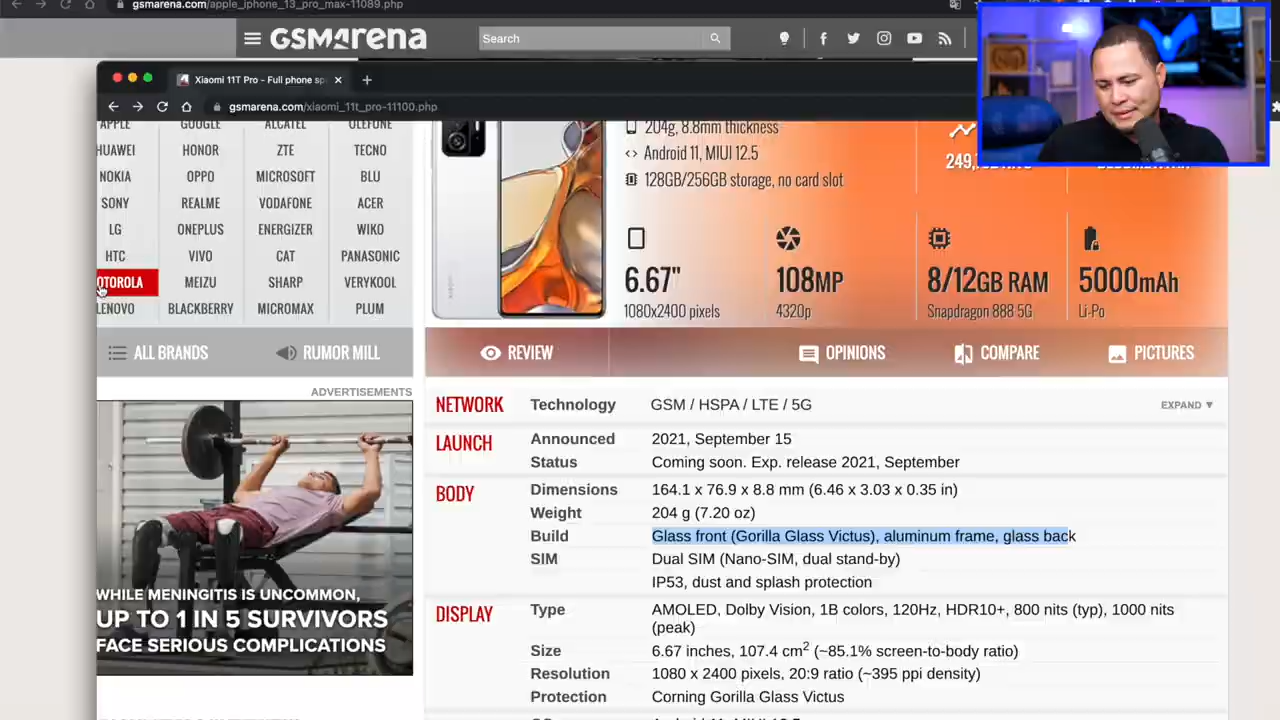 gsmarena.com/apple_iphone_13_pro_max-11089.php
GSMArena
Search
Xiaomi 11T Pro - Full phone sp
gsmarena.com/xiaomi_11t_pro-11100.php
APPLE GOOGLE ALCATEL ULEFONE
HUAWEI HONOR ZTE TECNO
NOKIA OPPO MICROSOFT BLU
SONY REALME VODAFONE ACER
LG ONEPLUS ENERGIZER WIKO
HTC VIVO CAT PANASONIC
OTOROLA MEIZU SHARP VERYKOOL
LENOVO BLACKBERRY MICROMAX PLUM
ALL BRANDS RUMOR MILL
204g, 8.8mm thickness
Android 11, MIUI 12.5
128GB/256GB storage, no card slot
6.67" 108MP 8/12GB RAM 5000mAh
1080x2400 pixels 4320p Snapdragon 888 5G Li-Po
REVIEW OPINIONS COMPARE PICTURES
ADVERTISEMENTS
WHILE MENINGITIS IS UNCOMMON,
UP TO 1 IN 5 SURVIVORS
FACE SERIOUS COMPLICATIONS
NETWORK Technology GSM / HSPA / LTE / 5G EXPAND ▼
LAUNCH Announced 2021, September 15
Status Coming soon. Exp. release 2021, September
BODY Dimensions 164.1 x 76.9 x 8.8 mm (6.46 x 3.03 x 0.35 in)
Weight 204 g (7.20 oz)
Build Glass front (Gorilla Glass Victus), aluminum frame, glass back
SIM Dual SIM (Nano-SIM, dual stand-by)
IP53, dust and splash protection
DISPLAY Type AMOLED, Dolby Vision, 1B colors, 120Hz, HDR10+, 800 nits (typ), 1000 nits
(peak)
Size 6.67 inches, 107.4 cm² (~85.1% screen-to-body ratio)
Resolution 1080 x 2400 pixels, 20:9 ratio (~395 ppi density)
Protection Corning Gorilla Glass Victus